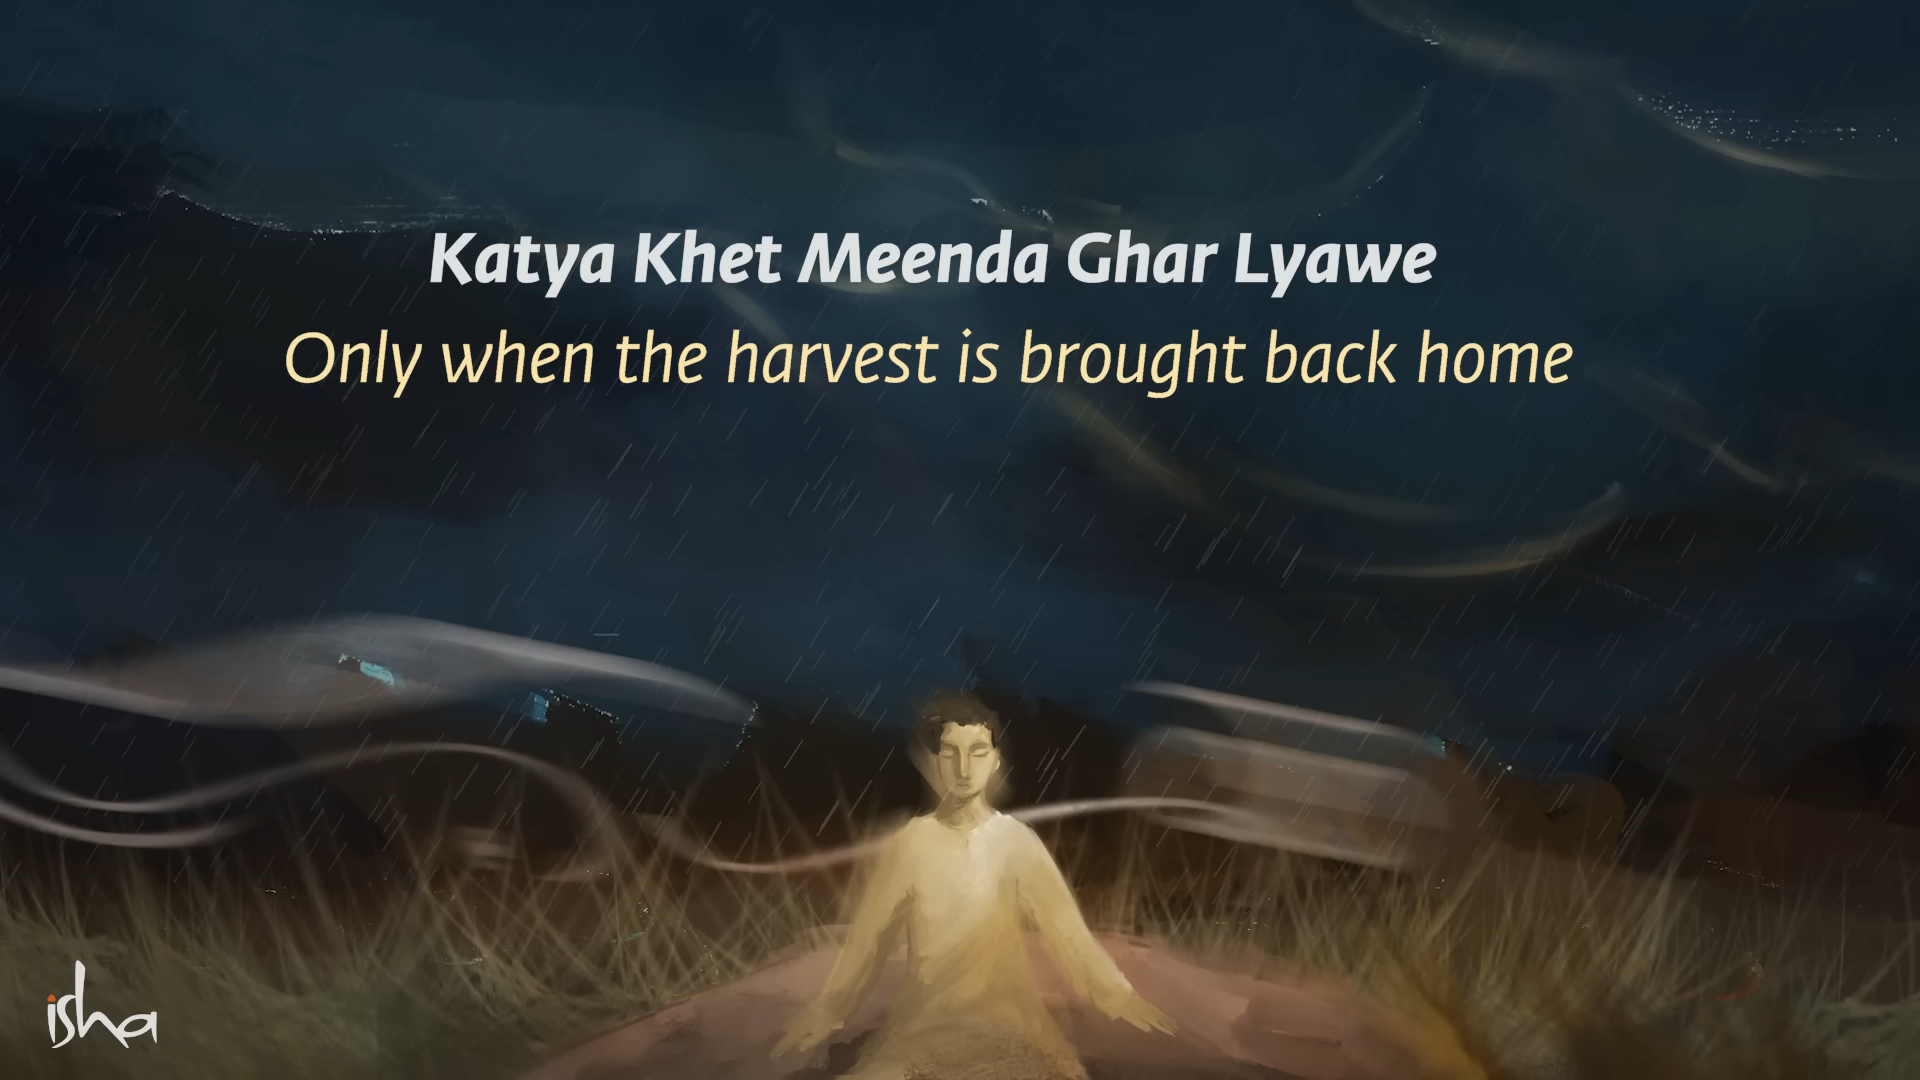 Katya Khet Meenda Ghar Lyawe
Only when the harvest is brought back home
isha